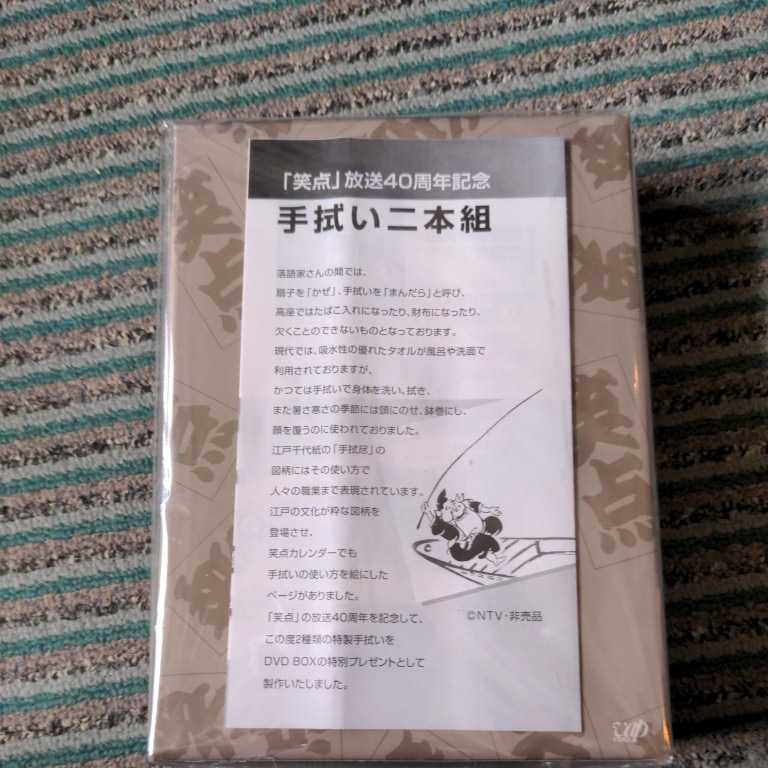 「笑点」放送40周年記念
手拭い二本組
落語家さんの間では、
扇子を「かぜ」、手拭いを「まんだら」と呼び、
高座ではたばこ入れになったり、財布になったり、
欠くことのできないものとなっております。
現代では、吸水性の優れたタオルが風呂や洗面で
利用されておりますが、
かつては手拭いで身体を洗い、拭き、
また暑さ寒さの季節には頭にのせ、鉢巻にし、
顔を覆うのに使われておりました。
江戸千代紙の「手拭尽」の
図柄にはその使い方で
人々の職業まで表現されています。
江戸の文化が粋な図柄を
登場させ、
笑点カレンダーでも
手拭いの使い方を絵にした
ページがありました。
「笑点」の放送40周年を記念して、
この度2種類の特製手拭いを
DVD BOXの特別プレゼントとして
製作いたしました。
©NTV・非売品
笑点
笑点
vap